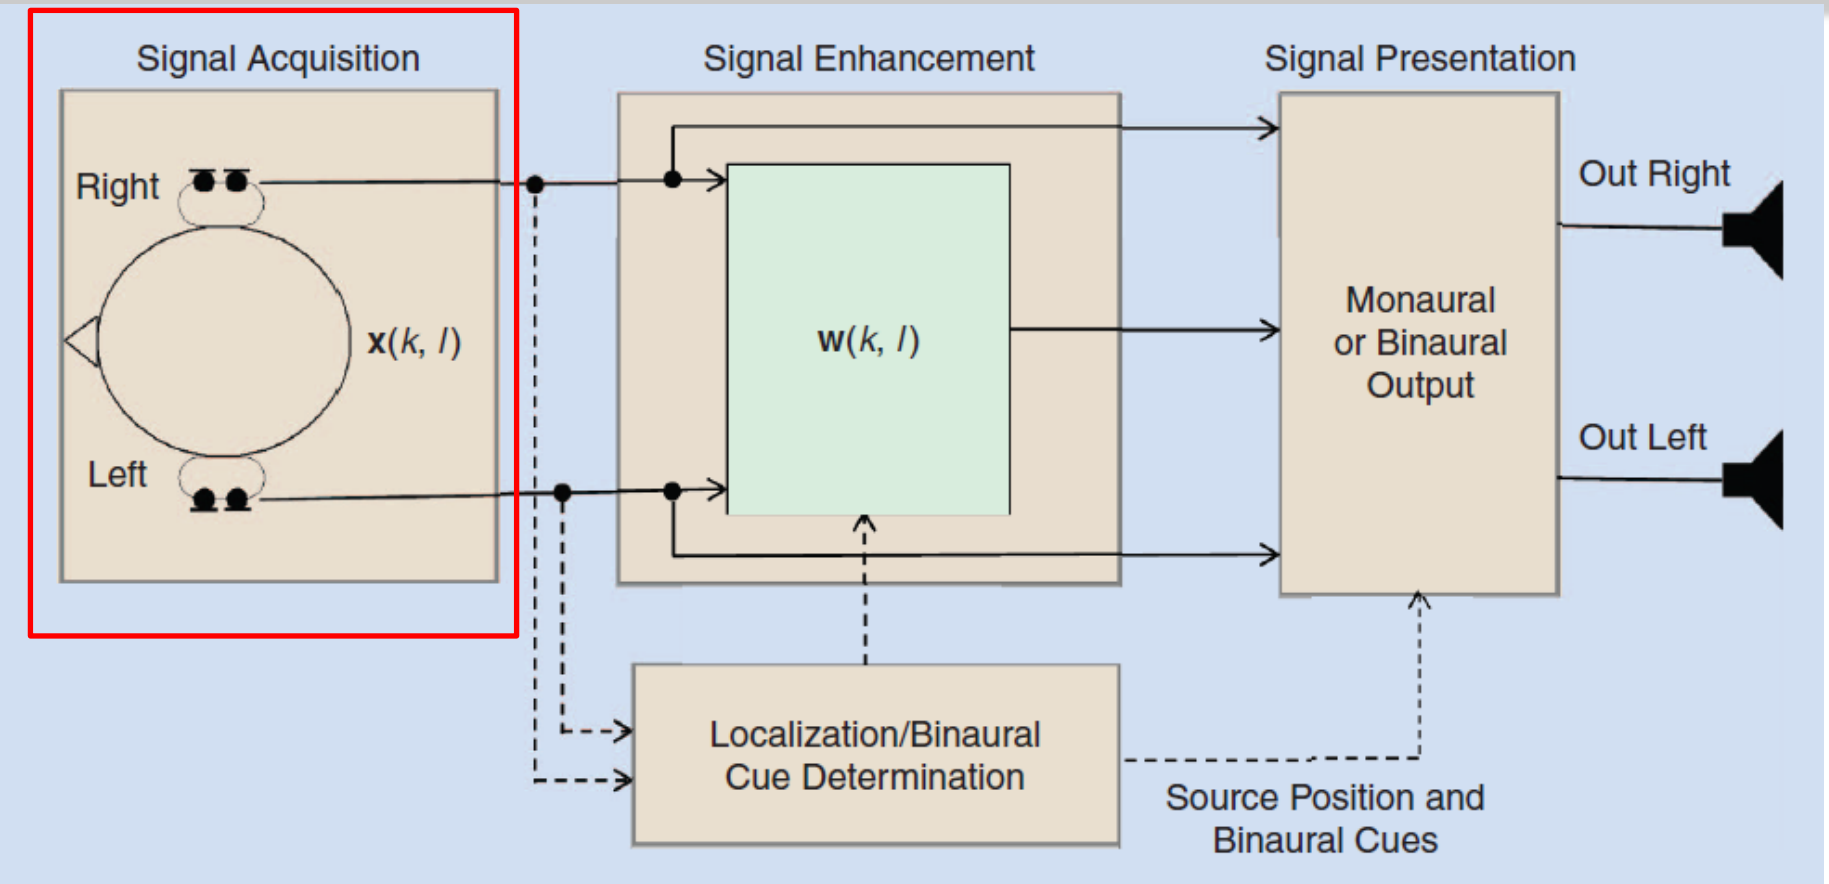 Signal Acquisition
Signal Enhancement
Signal Presentation
Right
x(k, l)
Left
w(k, l)
Monaural
or Binaural
Output
Out Right
Out Left
Localization/Binaural
Cue Determination
Source Position and
Binaural Cues